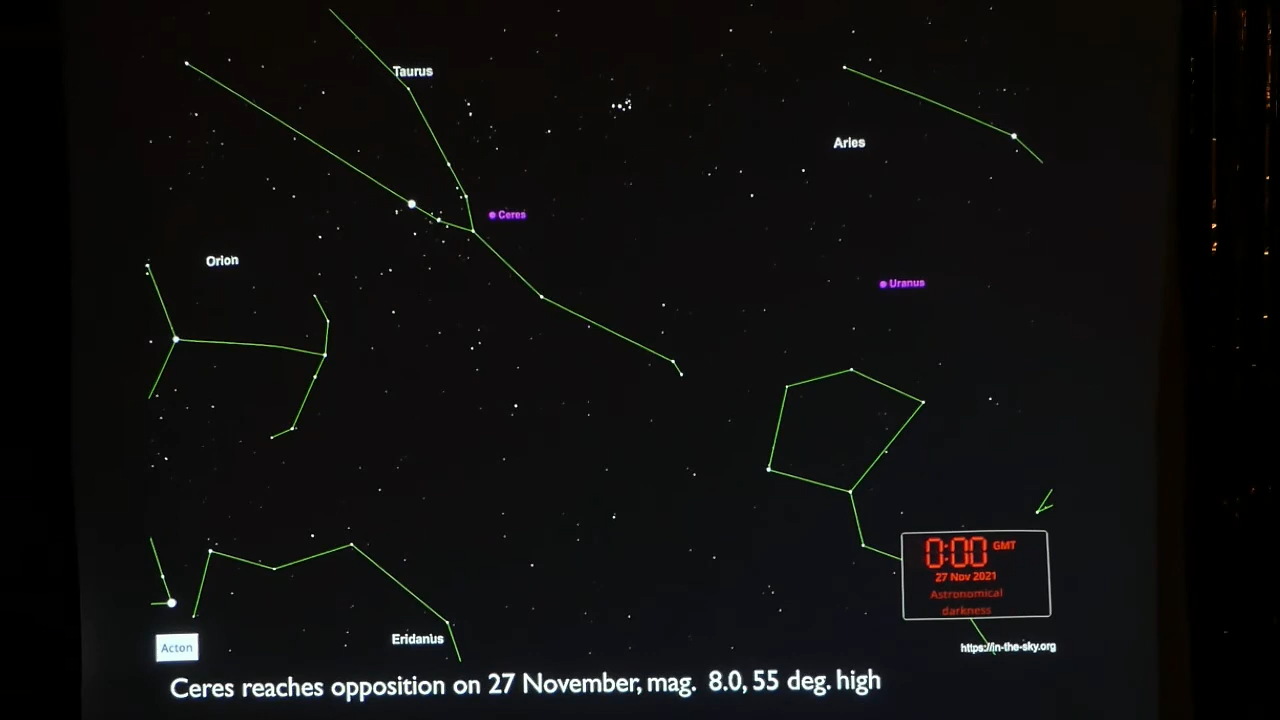 Taurus
Aries
Ceres
Orion
Uranus
0:00 GMT
27 Nov 2021
Astronomical
darkness
Eridanus
Acton
https://in-the-sky.org
Ceres reaches opposition on 27 November, mag. 8.0, 55 deg. high